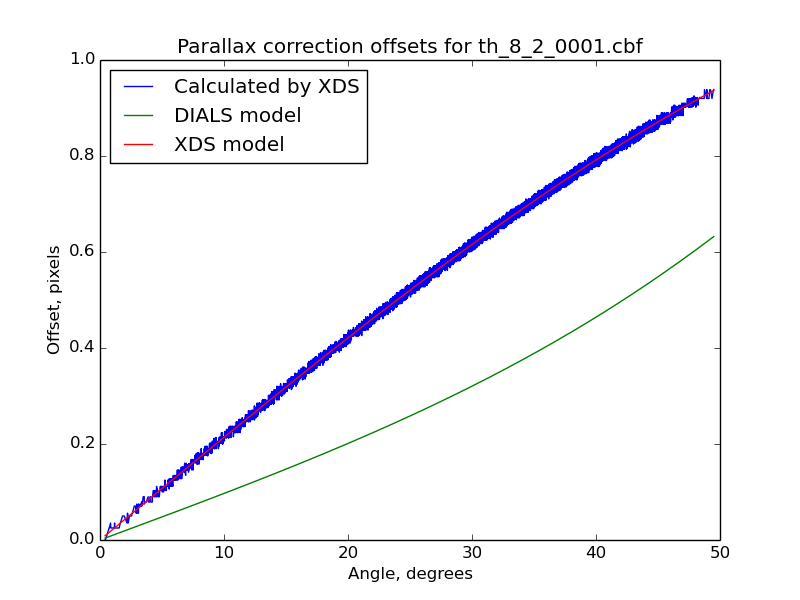 Parallax correction offsets for th_8_2_0001.cbf
Calculated by XDS
DIALS model
XDS model
1.0
0.8
0.6
0.4
0.2
0.0
Offset, pixels
0 10 20 30 40 50
Angle, degrees